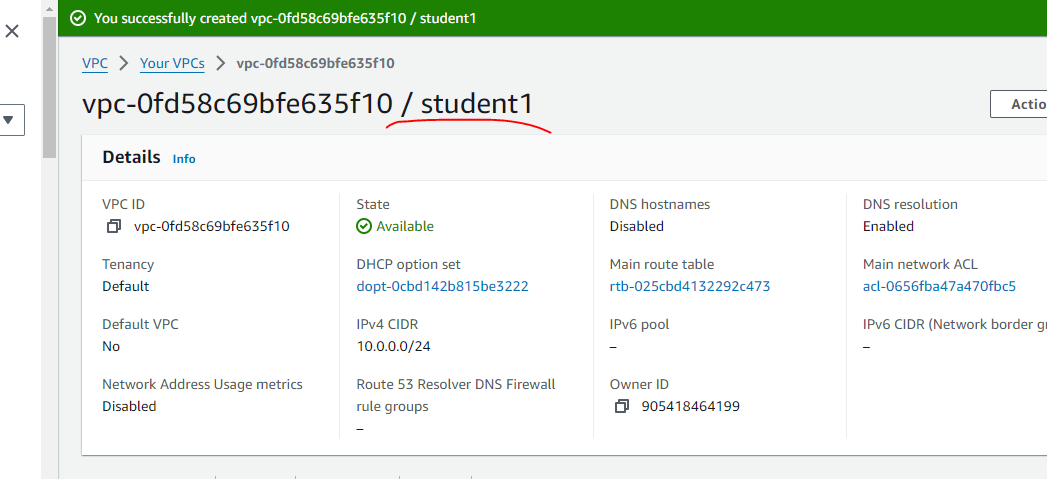 You successfully created vpc-0fd58c69bfe635f10 / student1
VPC > Your VPCs > vpc-0fd58c69bfe635f10
vpc-0fd58c69bfe635f10 / student1
Actio
Details Info
VPC ID
vpc-0fd58c69bfe635f10
State
Available
DNS hostnames
Disabled
DNS resolution
Enabled
Tenancy
Default
DHCP option set
dopt-0cbd142b815be3222
Main route table
rtb-025cbd4132292c473
Main network ACL
acl-0656fba47a470fbc5
Default VPC
No
IPv4 CIDR
10.0.0.0/24
IPv6 pool
–
IPv6 CIDR (Network border gr
–
Network Address Usage metrics
Disabled
Route 53 Resolver DNS Firewall
rule groups
–
Owner ID
905418464199